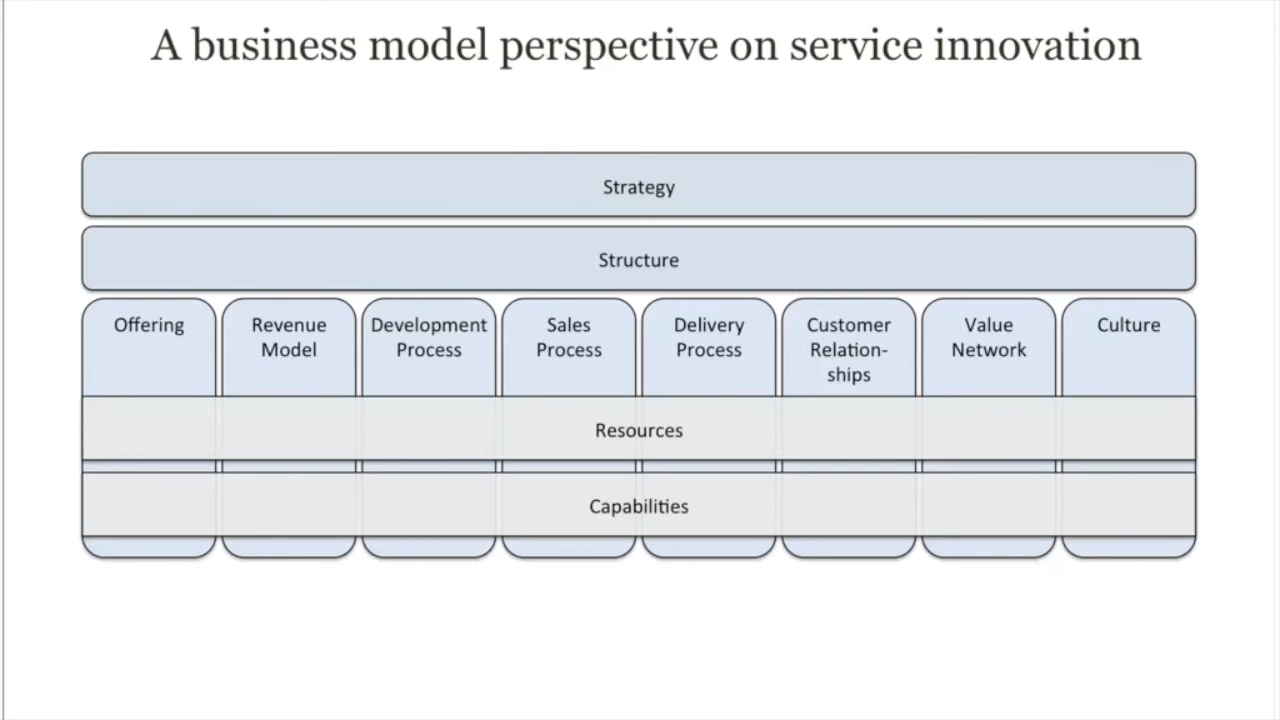 A business model perspective on service innovation
Strategy
Structure
Offering
Revenue
Model
Development
Process
Sales
Process
Delivery
Process
Customer
Relation-
ships
Value
Network
Culture
Resources
Capabilities